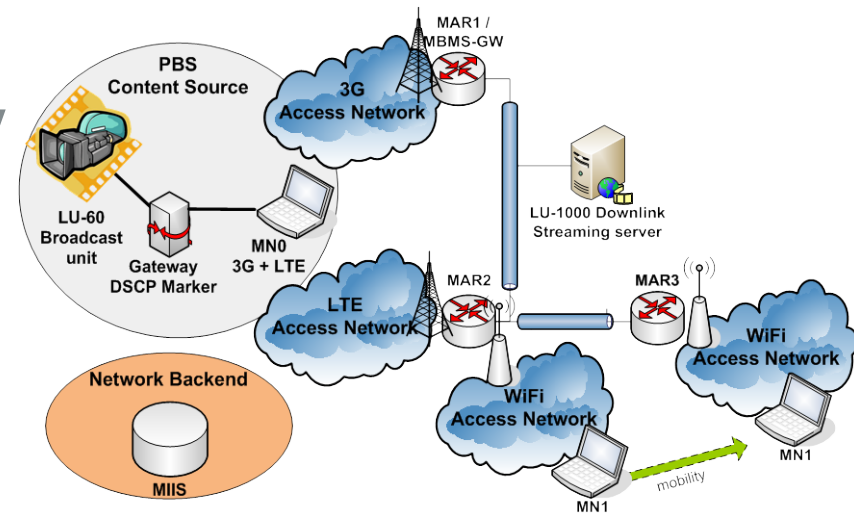 MAR1 /
MBMS-GW
PBS
Content Source
3G
Access Network
LU-60
Broadcast
unit
Gateway
DSCP Marker
MN0
3G + LTE
LU-1000 Downlink
Streaming server
MAR2
MAR3
LTE
Access Network
WiFi
Access Network
WiFi
Access Network
Network Backend
MIIS
MN1
mobility
MN1